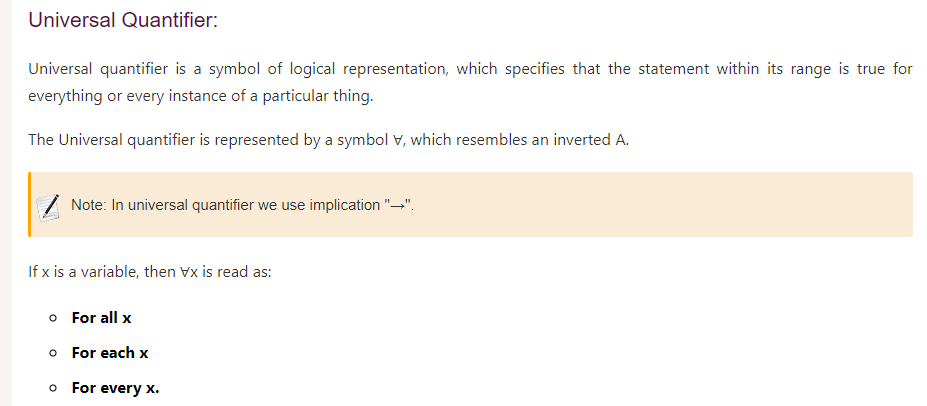 Universal Quantifier:
Universal quantifier is a symbol of logical representation, which specifies that the statement within its range is true for
everything or every instance of a particular thing.
The Universal quantifier is represented by a symbol ∀, which resembles an inverted A.
Note: In universal quantifier we use implication "→".
If x is a variable, then ∀x is read as:
For all x
For each x
For every x.